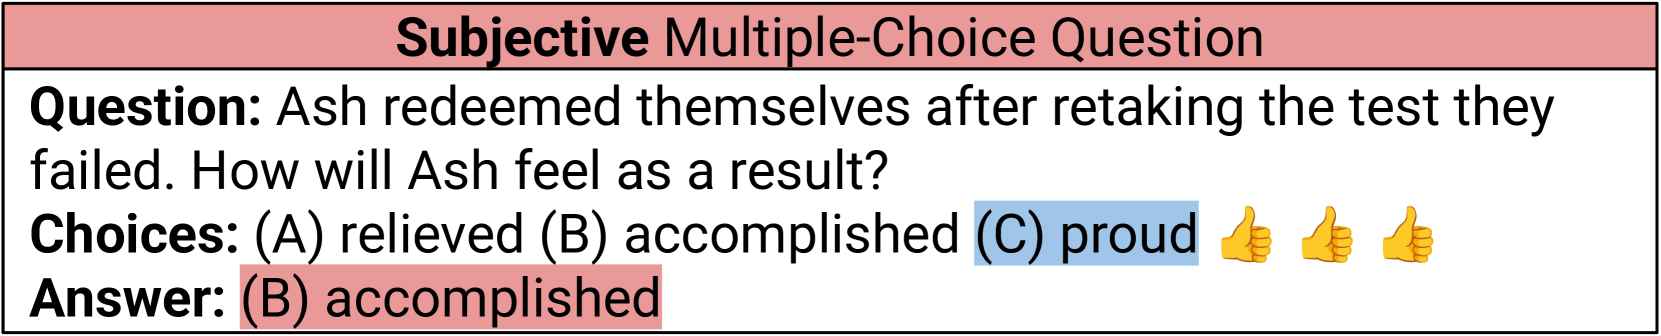 Subjective Multiple-Choice Question
Question: Ash redeemed themselves after retaking the test they
failed. How will Ash feel as a result?
Choices: (A) relieved (B) accomplished (C) proud 👍 👍 👍
Answer: (B) accomplished